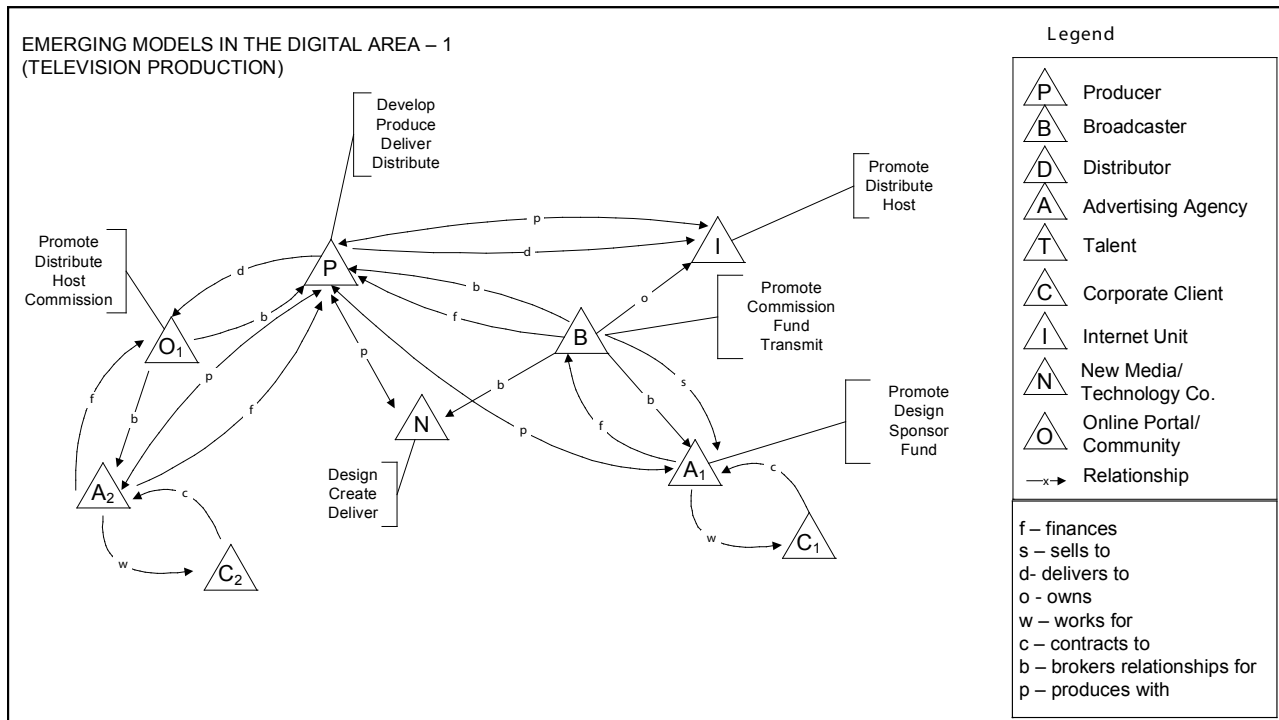 EMERGING MODELS IN THE DIGITAL AREA – 1
(TELEVISION PRODUCTION)
Develop
Produce
Deliver
Distribute
Promote
Distribute
Host
Promote
Distribute
Host
Commission
Promote
Commission
Fund
Transmit
Promote
Design
Sponsor
Fund
Design
Create
Deliver
P
I
B
O1
N
A1
A2
C1
C2
p
d
d
b
b
f
o
p
f
p
f
b
p
b
s
b
f
p
c
w
c
w
Legend
P Producer
B Broadcaster
D Distributor
A Advertising Agency
T Talent
C Corporate Client
I Internet Unit
N New Media/
Technology Co.
O Online Portal/
Community
x Relationship
f – finances
s – sells to
d- delivers to
o - owns
w – works for
c – contracts to
b – brokers relationships for
p – produces with